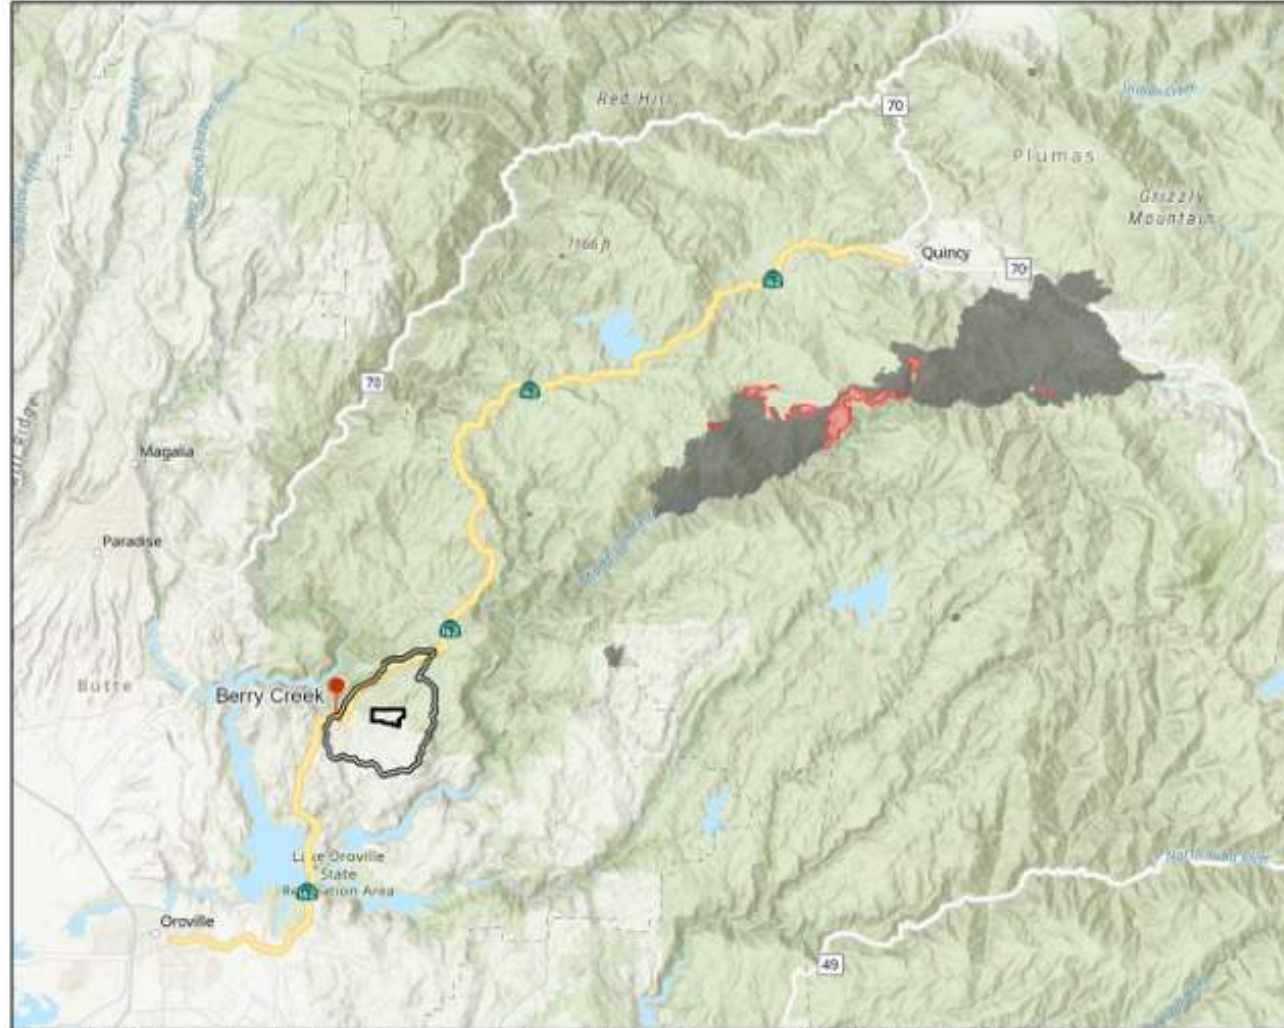 Red Hill
70
Plumas
Grizzly
Mountain
7166 ft
Quincy
70
162
162
70
Magalia
Paradise
162
Butte
Berry Creek
Lake Oroville
State
Recreation Area
162
Oroville
49